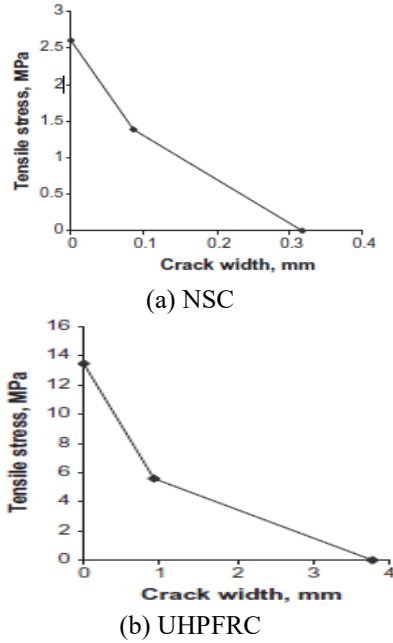 3
2.5
2
1.5
1
0.5
0
0 0.1 0.2 0.3 0.4
Tensile stress, MPa
Crack width, mm
(a) NSC
16
14
12
10
8
6
4
2
0
0 1 2 3 4
Tensile stress, MPa
Crack width, mm
(b) UHPFRC